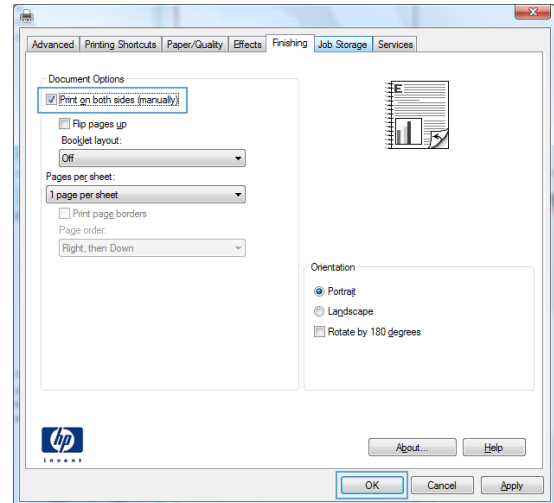 Advanced Printing Shortcuts Paper/Quality Effects Finishing Job Storage Services
Document Options
Print on both sides (manually)
Flip pages up
Booklet layout:
Off
Pages per sheet:
1 page per sheet
Print page borders
Page order:
Right, then Down
E
Orientation
Portrait
Landscape
Rotate by 180 degrees
hp
invent
About... Help
OK Cancel Apply